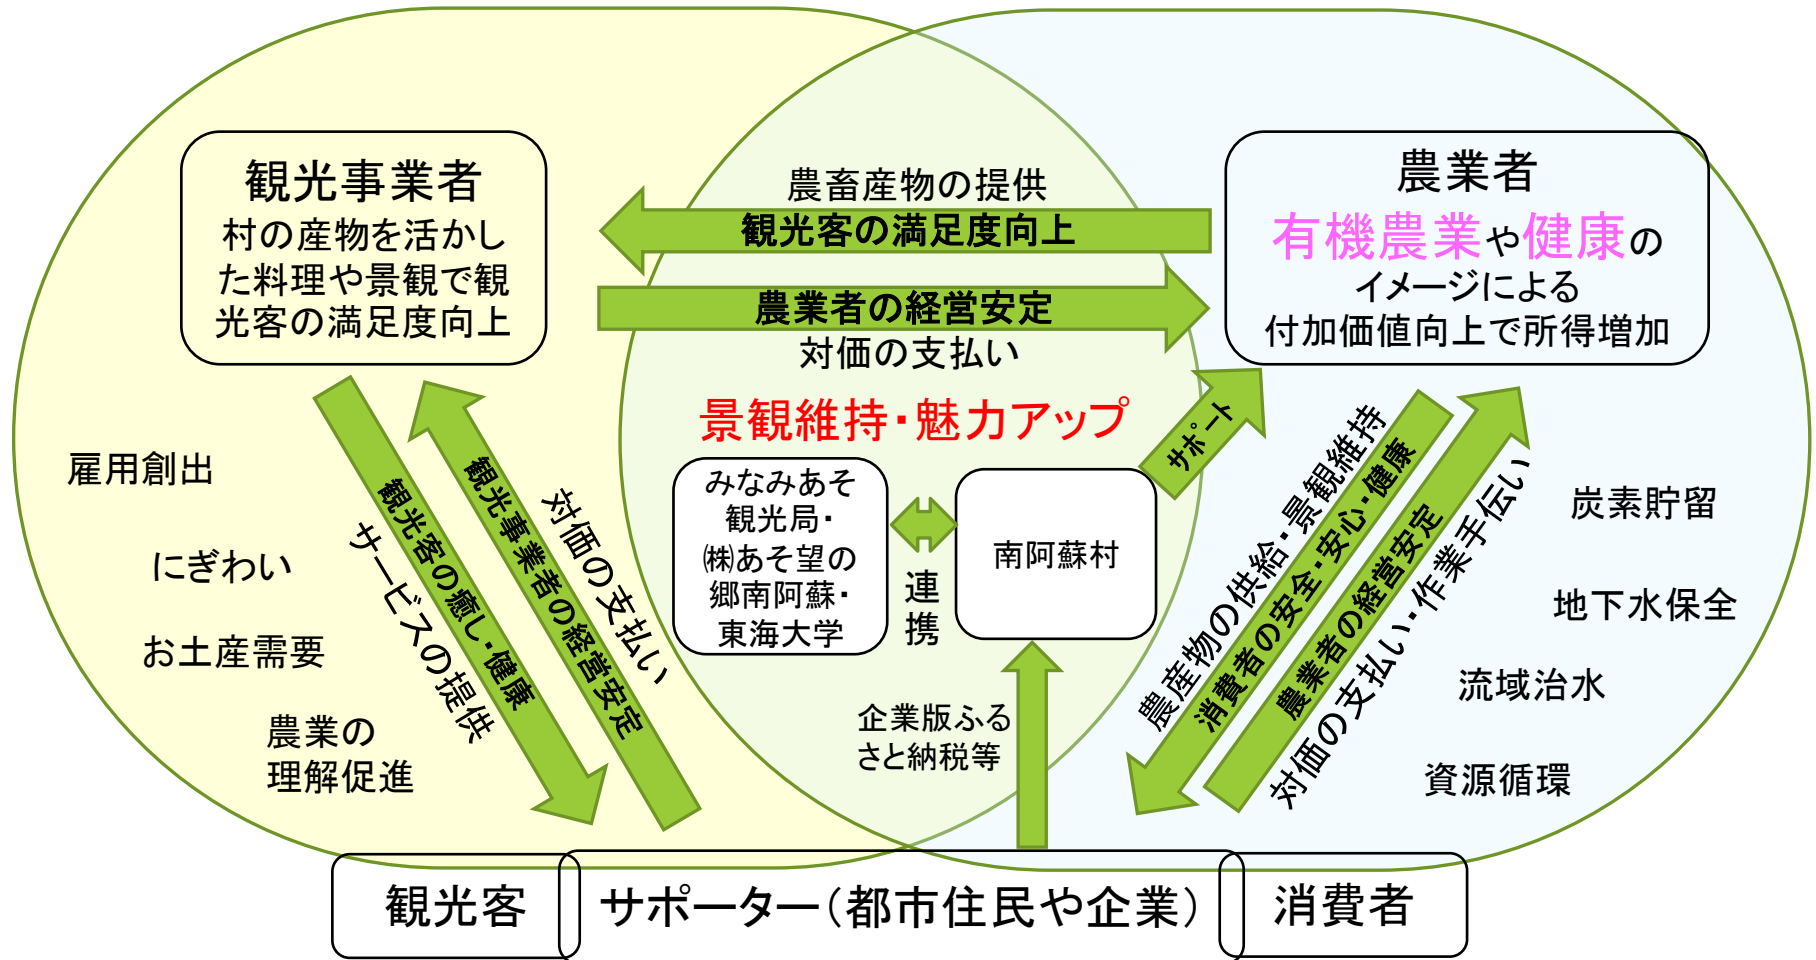 観光事業者
村の産物を活かし
た料理や景観で観
光客の満足度向上
農畜産物の提供
観光客の満足度向上
農業者の経営安定
対価の支払い
農業者
有機農業や健康の
イメージによる
付加価値向上で所得増加
景観維持・魅力アップ
サポート
みなみあそ
観光局・
㈱あそ望の
郷南阿蘇・
東海大学
連
携
南阿蘇村
企業版ふる
さと納税等
雇用創出
にぎわい
お土産需要
農業の
理解促進
サービスの提供
観光客の癒し・健康
観光事業者の経営安定
対価の支払い
農産物の供給・景観維持
消費者の安全・安心・健康
農業者の経営安定
対価の支払い・作業手伝い
炭素貯留
地下水保全
流域治水
資源循環
観光客
サポーター（都市住民や企業）
消費者